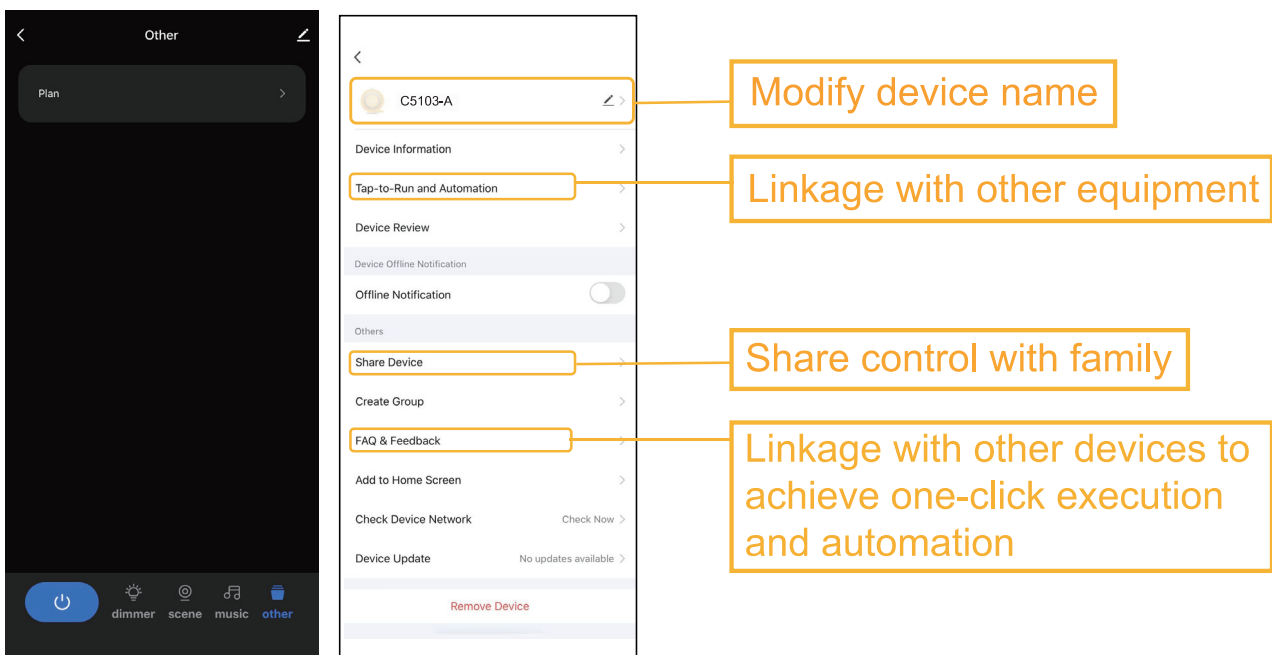 Other
Plan
dimmer scene music other
C5103-A
Device Information
Tap-to-Run and Automation
Device Review
Device Offline Notification
Offline Notification
Others
Share Device
Create Group
FAQ & Feedback
Add to Home Screen
Check Device Network Check Now
Device Update No updates available
Remove Device
Modify device name
Linkage with other equipment
Share control with family
Linkage with other devices to
achieve one-click execution
and automation